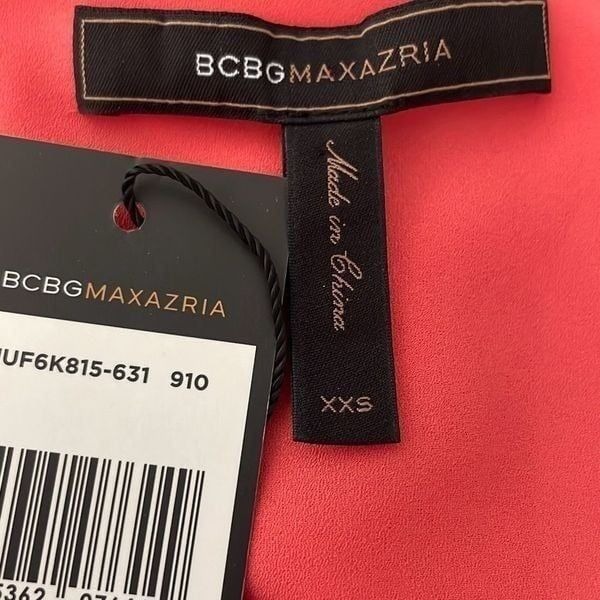 BCBGMAXAZRIA
Made in China
XXS
BCBGMAXAZRIA
UF6K815-631 910